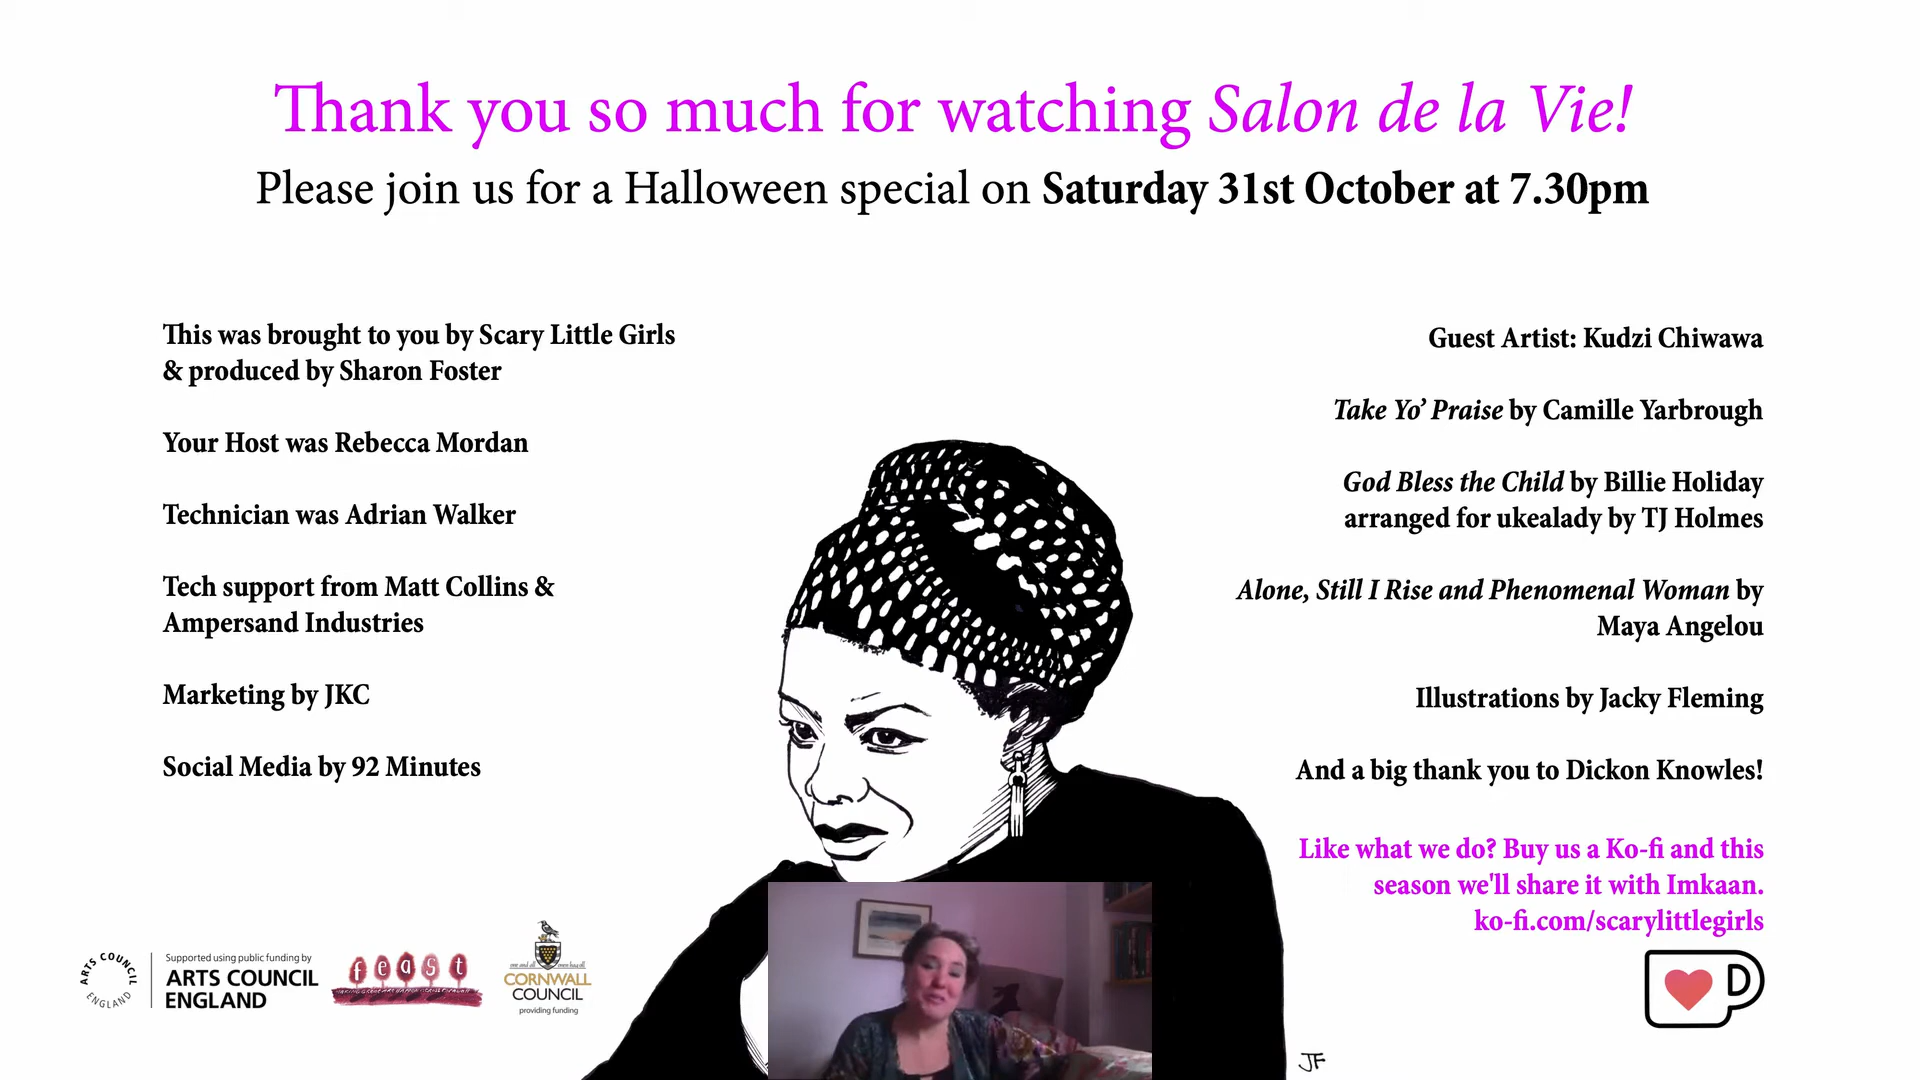 Thank you so much for watching Salon de la Vie!
Please join us for a Halloween special on Saturday 31st October at 7.30pm
This was brought to you by Scary Little Girls
& produced by Sharon Foster
Your Host was Rebecca Mordan
Technician was Adrian Walker
Tech support from Matt Collins &
Ampersand Industries
Marketing by JKC
Social Media by 92 Minutes
Guest Artist: Kudzi Chiwawa
Take Yo’ Praise by Camille Yarbrough
God Bless the Child by Billie Holiday
arranged for ukealady by TJ Holmes
Alone, Still I Rise and Phenomenal Woman by
Maya Angelou
Illustrations by Jacky Fleming
And a big thank you to Dickon Knowles!
Like what we do? Buy us a Ko-fi and this
season we'll share it with Imkaan.
ko-fi.com/scarylittlegirls
ARTS COUNCIL
ENGLAND
Supported using public funding by
ARTS COUNCIL
ENGLAND
feast
one and all
CORNWALL
COUNCIL
providing funding
JF